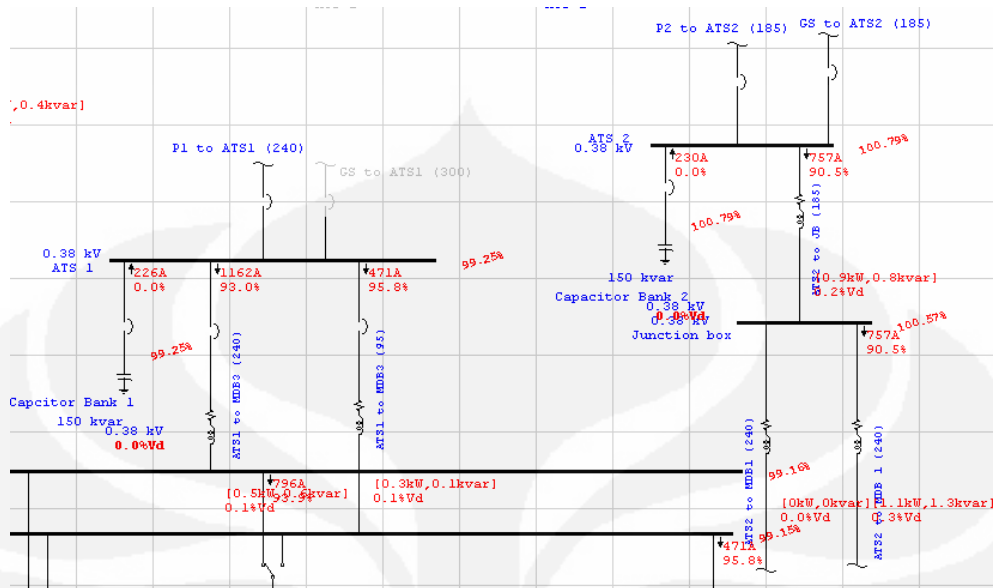 P2 to ATS2 (185)
GS to ATS2 (185)
,0.4kvar]
P1 to ATS1 (240)
GS to ATS1 (300)
ATS 2
0.38 kV
100.79%
230A
0.0%
757A
90.5%
100.79%
ATS2 to JB (185)
0.38 kV
ATS 1
99.25%
226A
0.0%
1162A
93.0%
471A
95.8%
150 kvar
[0.9kW,0.8kvar]
0.2%Vd
Capacitor Bank 2
0.38 kV
0.0%Vd
0.38 kV
Junction box
100.57%
757A
90.5%
99.25%
ATS1 to MDB3 (240)
ATS1 to MDB3 (95)
Capcitor Bank 1
150 kvar
0.38 kV
0.0%Vd
ATS2 to MDB1 (240)
ATS2 to MDB 1 (240)
99.16%
796A
93.9%
[0.5kW,0.6kvar]
0.1%Vd
[0.3kW,0.1kvar]
0.1%Vd
[0kW,0kvar]
0.0%Vd
[1.1kW,1.3kvar]
0.3%Vd
99.15%
471A
95.8%